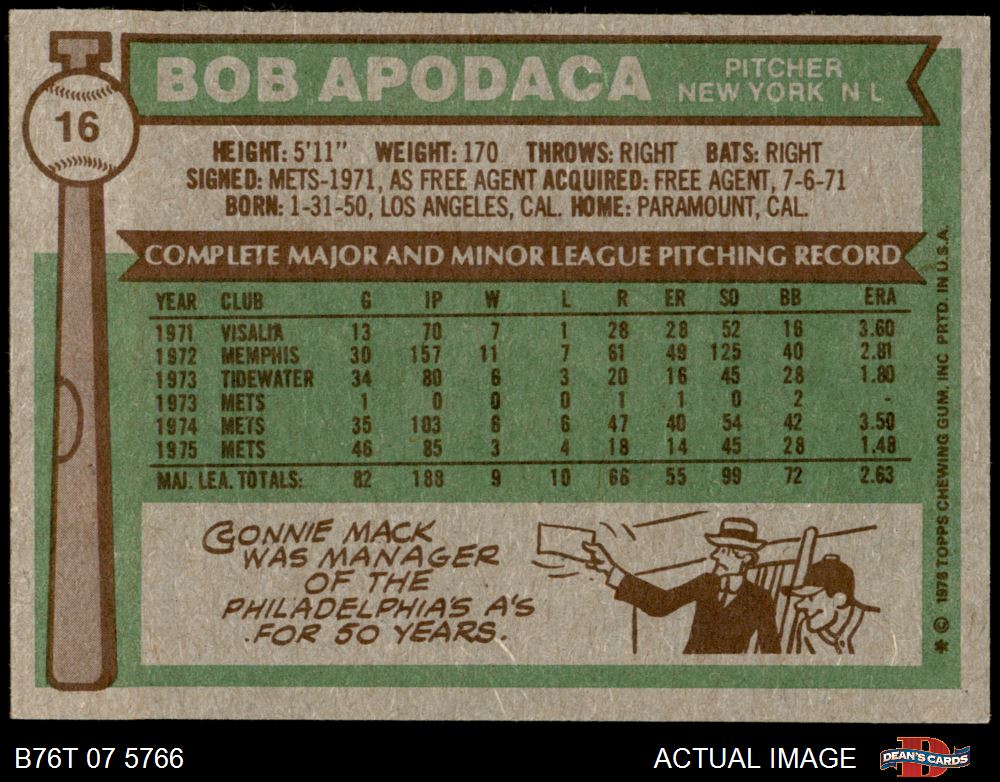 16
BOB APODACA
PITCHER
NEW YORK N L
HEIGHT: 5'11" WEIGHT: 170 THROWS: RIGHT BATS: RIGHT
SIGNED: METS-1971, AS FREE AGENT ACQUIRED: FREE AGENT, 7-6-71
BORN: 1-31-50, LOS ANGELES, CAL. HOME: PARAMOUNT, CAL.
COMPLETE MAJOR AND MINOR LEAGUE PITCHING RECORD
YEAR CLUB G IP W L R ER SO BB ERA
1971 VISALIA 13 70 7 1 28 28 52 16 3.60
1972 MEMPHIS 30 157 11 7 61 49 125 40 2.81
1973 TIDEWATER 34 80 6 3 20 16 45 28 1.80
1973 METS 1 0 0 0 1 1 0 2 -
1974 METS 35 103 6 6 47 40 54 42 3.50
1975 METS 46 85 3 4 18 14 45 28 1.48
MAJ. LEA. TOTALS: 82 188 9 10 66 55 99 72 2.63
CONNIE MACK
WAS MANAGER
OF THE
PHILADELPHIA'S A'S
FOR 50 YEARS.
* © 1976 TOPPS CHEWING GUM, INC PRTD. IN U.S.A.
B76T 07 5766
ACTUAL IMAGE
DEAN'S CARDS